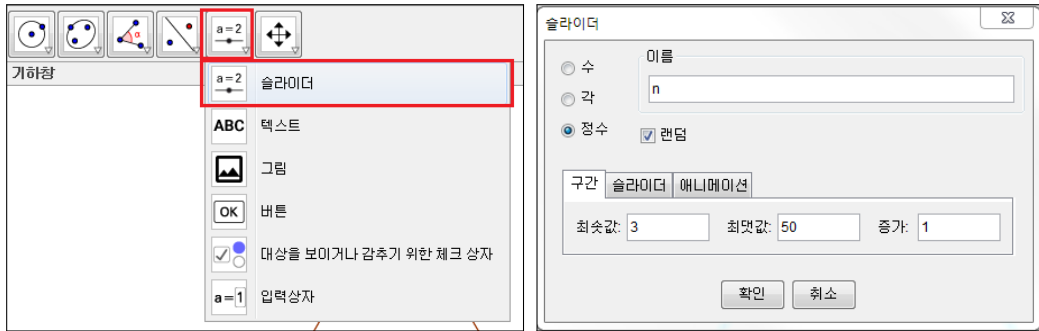 a=2
기하창
a=2 슬라이더
ABC 텍스트
그림
OK 버튼
대상을 보이거나 감추기 위한 체크 상자
a=1 입력상자
슬라이더
수
각
정수
이름
n
랜덤
구간 슬라이더 애니메이션
최솟값: 3 최댓값: 50 증가: 1
확인 취소